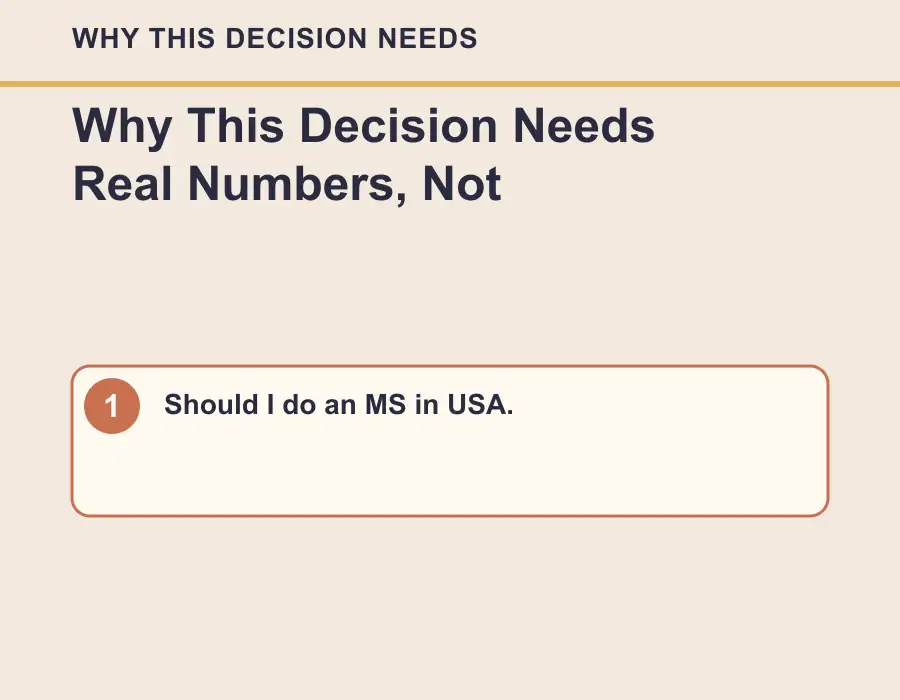 WHY THIS DECISION NEEDS
Why This Decision Needs
Real Numbers, Not
1
Should I do an MS in USA.